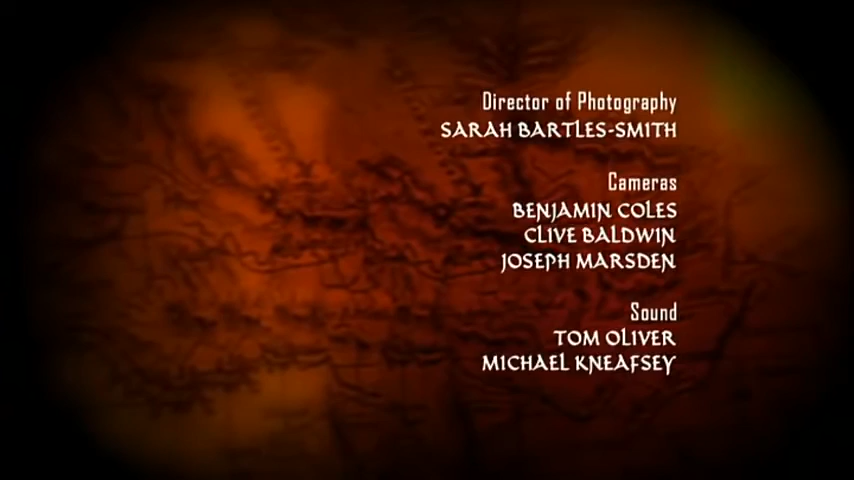 Director of Photography
SARAH BARTLES-SMITH
Cameras
BENJAMIN COLES
CLIVE BALDWIN
JOSEPH MARSDEN
Sound
TOM OLIVER
MICHAEL KNEAFSEY